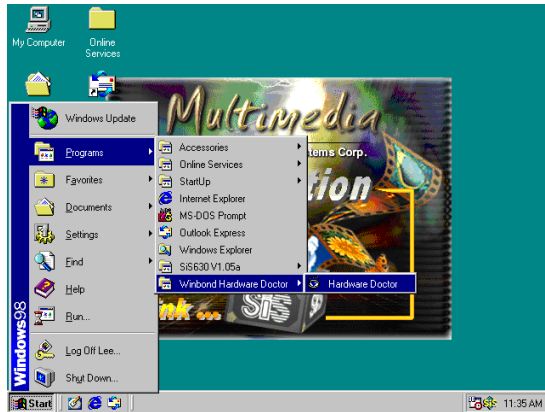 My Computer
Online
Services
Multimedia
tems Corp.
tion
nk ...
SiS
Windows Update
Programs
Favorites
Documents
Settings
Find
Help
Run...
Log Off Lee...
Shut Down...
Windows98
Accessories
Online Services
StartUp
Internet Explorer
MS-DOS Prompt
Outlook Express
Windows Explorer
SiS630 V1.05a
Winbond Hardware Doctor
Hardware Doctor
Start
11:35 AM